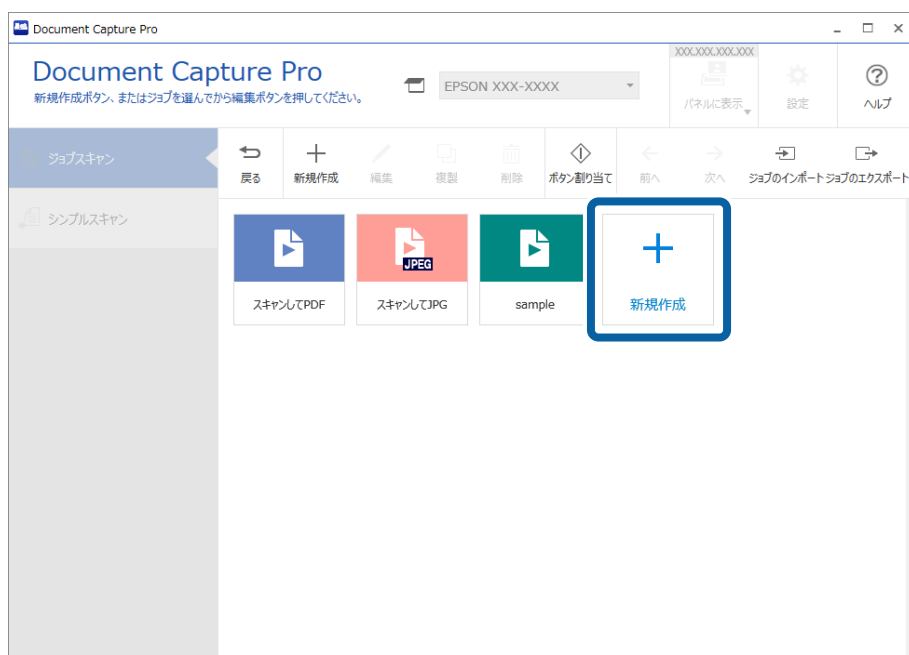 Document Capture Pro
Document Capture Pro
新規作成ボタン、またはジョブを選んでから編集ボタンを押してください。
EPSON XXX-XXXX
XXX.XXX.XXX.XXX
パネルに表示
設定
ヘルプ
ジョブスキャン
シンプルスキャン
戻る
新規作成
編集
複製
削除
ボタン割り当て
前へ
次へ
ジョブのインポート
ジョブのエクスポート
JPEG
スキャンしてPDF
スキャンしてJPG
sample
新規作成